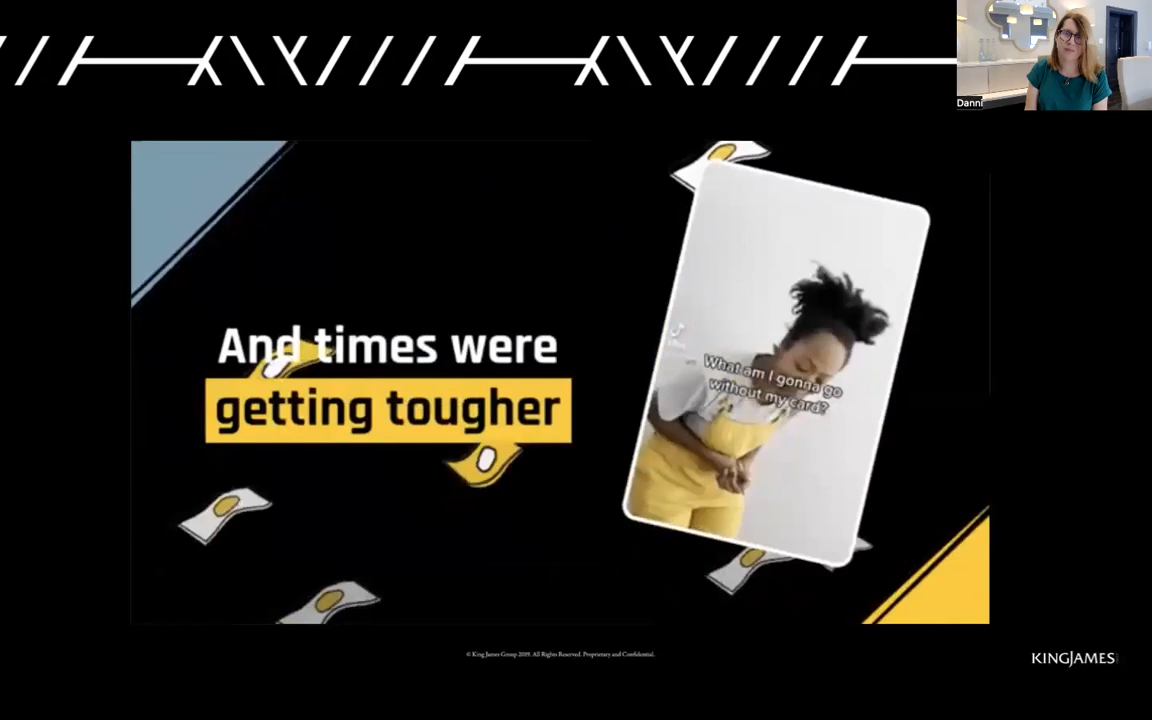 Danni
And times were
getting tougher
What am I gonna go
without my card?
© King James Group 2019. All Rights Reserved. Proprietary and Confidential.
KINGJAMES